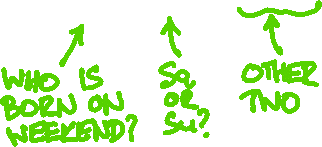 WHO IS
BORN ON
WEEKEND?
Sa
OR
Su?
OTHER
TWO